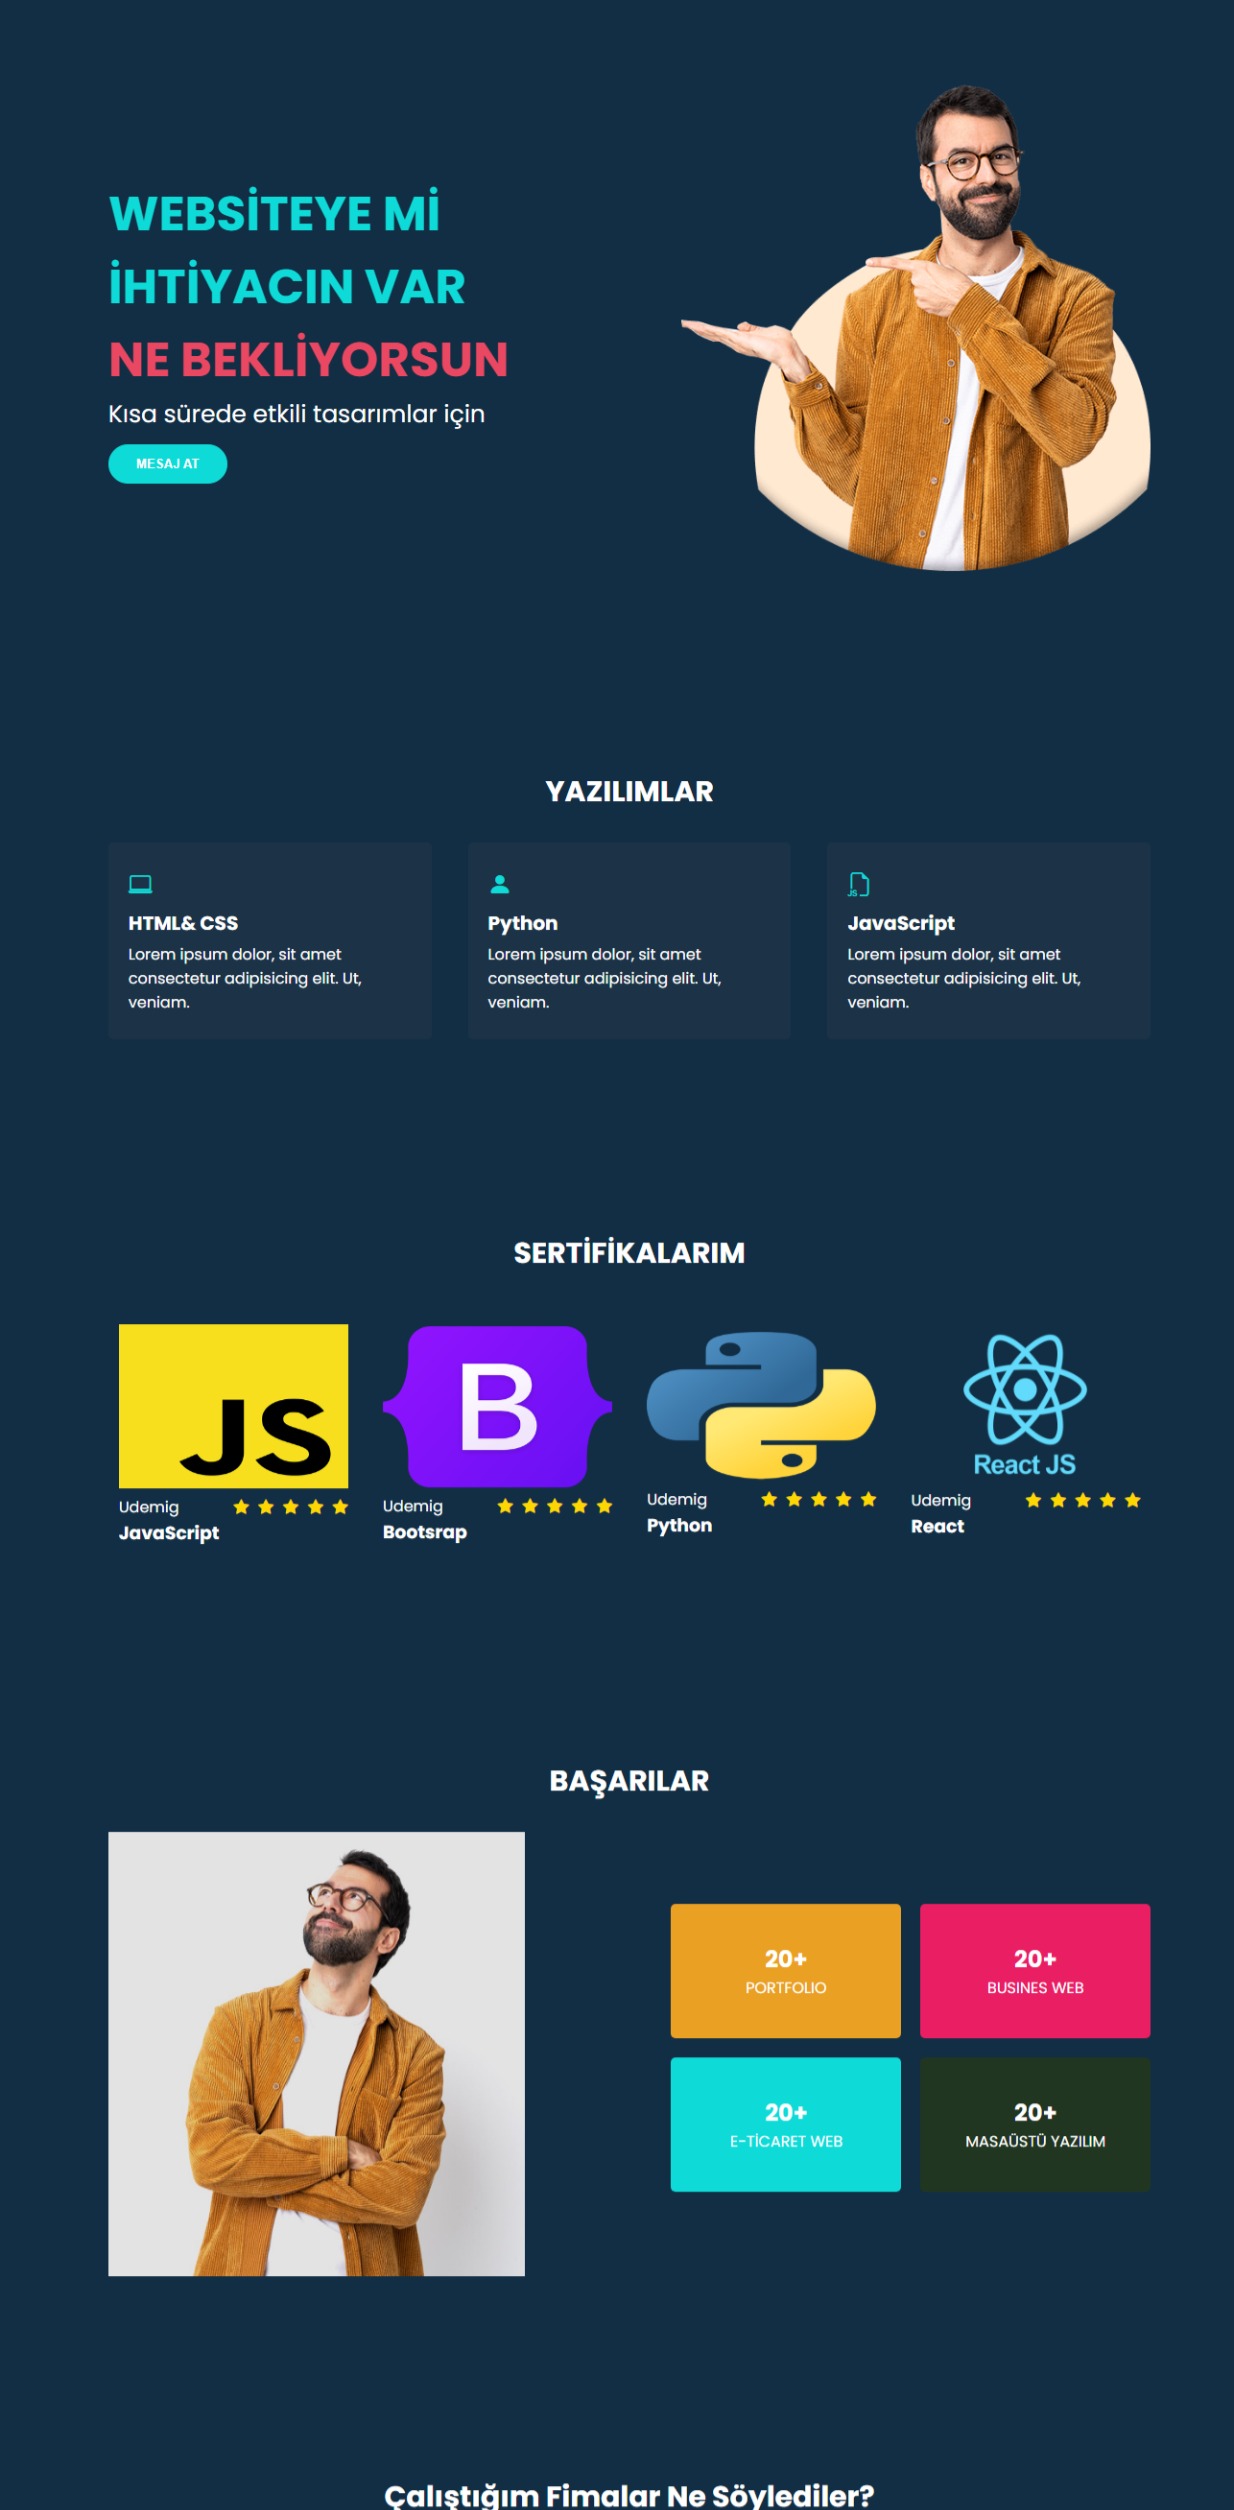 WEBSİTEYE Mİ
İHTİYACIN VAR
NE BEKLİYORSUN
Kısa sürede etkili tasarımlar için
MESAJ AT
YAZILIMLAR
HTML& CSS
Lorem ipsum dolor, sit amet
consectetur adipisicing elit. Ut,
veniam.
Python
Lorem ipsum dolor, sit amet
consectetur adipisicing elit. Ut,
veniam.
JS
JavaScript
Lorem ipsum dolor, sit amet
consectetur adipisicing elit. Ut,
veniam.
SERTİFİKALARIM
JS
Udemig
JavaScript
B
Udemig
Bootsrap
Udemig
Python
React JS
Udemig
React
BAŞARILAR
20+
PORTFOLIO
20+
BUSINES WEB
20+
E-TİCARET WEB
20+
MASAÜSTÜ YAZILIM
Çalıştığım Fimalar Ne Söylediler?